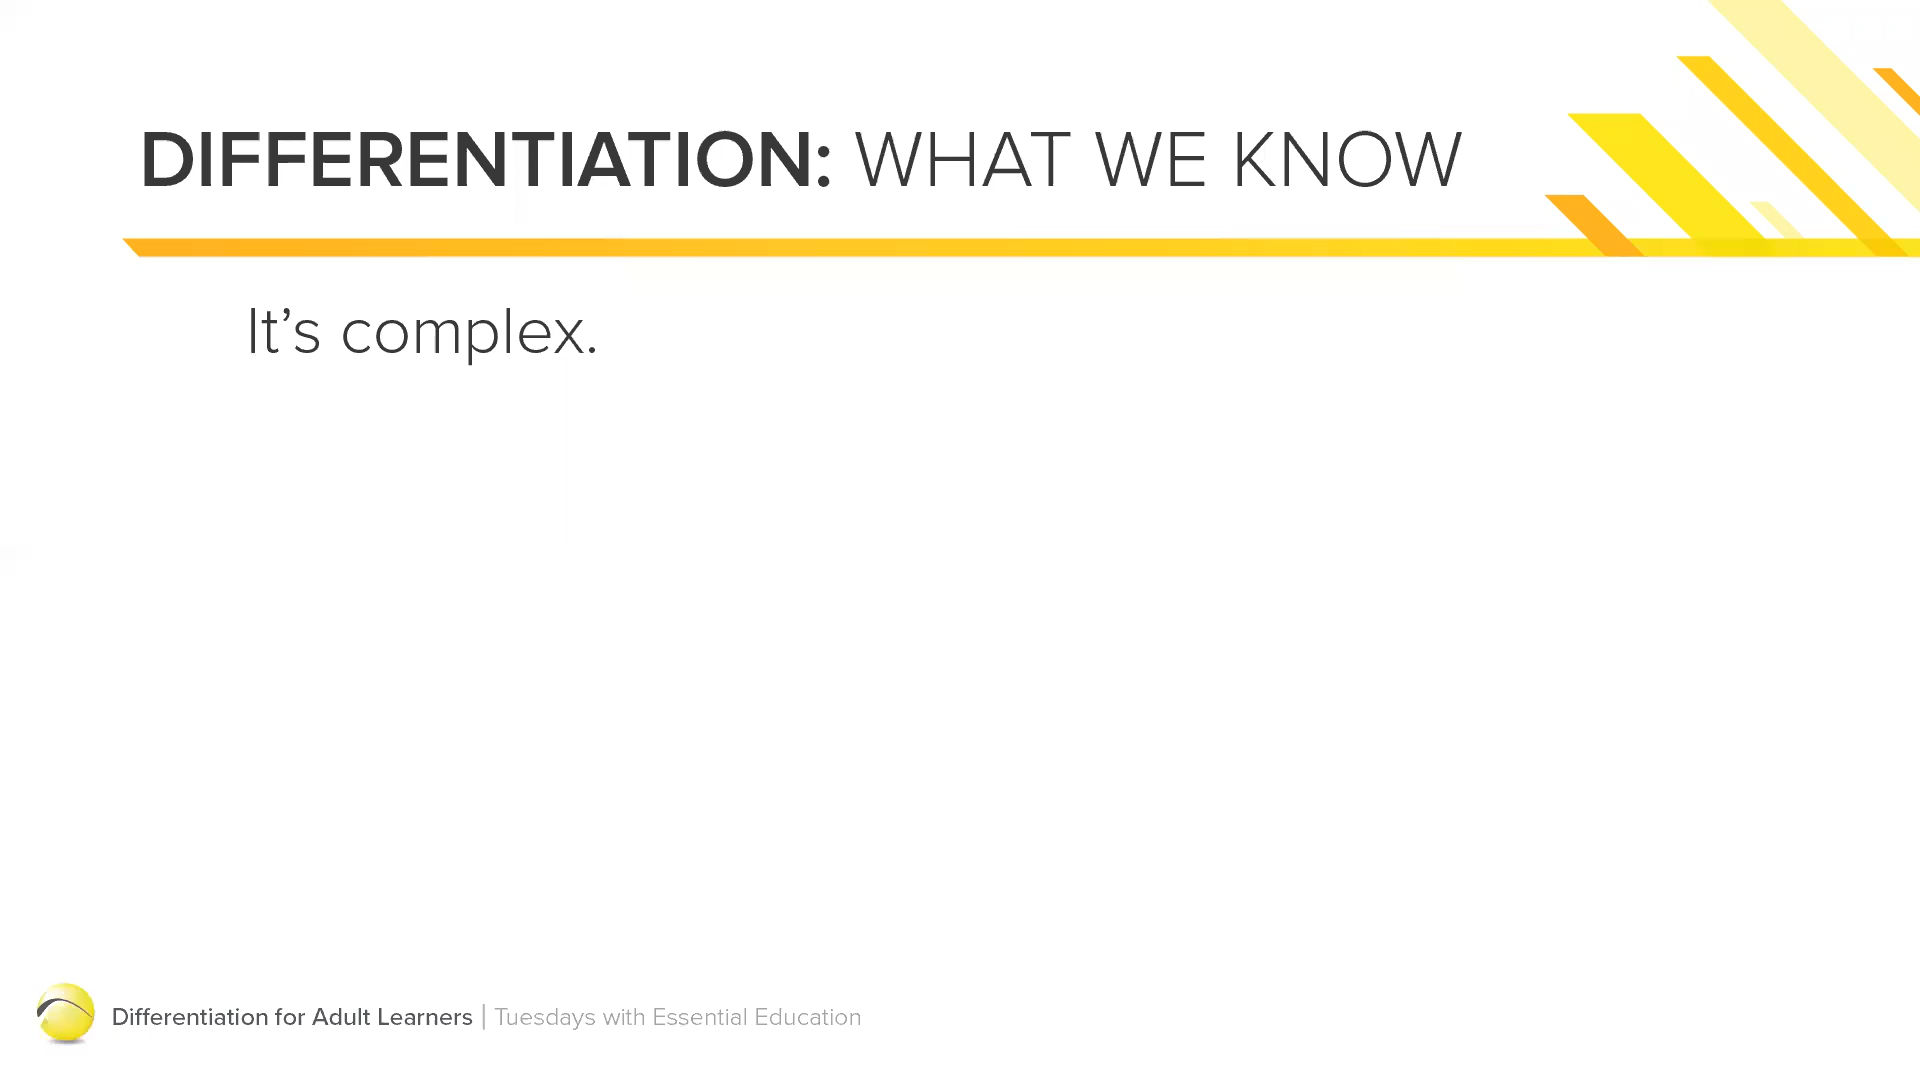 DIFFERENTIATION: WHAT WE KNOW
It’s complex.
Differentiation for Adult Learners | Tuesdays with Essential Education